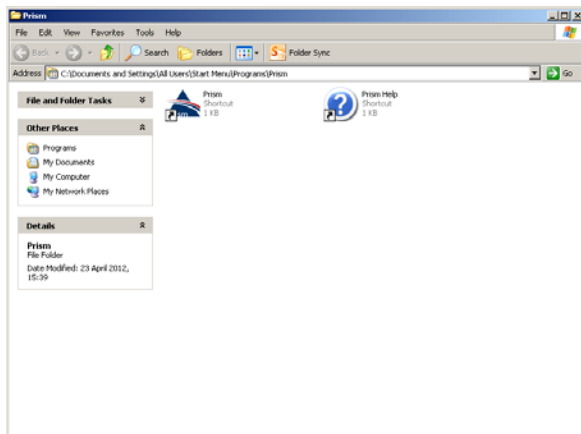 Prism
File Edit View Favorites Tools Help
Back Search Folders Folder Sync
Address C:\Documents and Settings\All Users\Start Menu\Programs\Prism Go
File and Folder Tasks
Other Places
Programs
My Documents
My Computer
My Network Places
Details
Prism
File Folder
Date Modified: 23 April 2012,
15:39
Prism
Shortcut
1 KB
Prism Help
Shortcut
1 KB